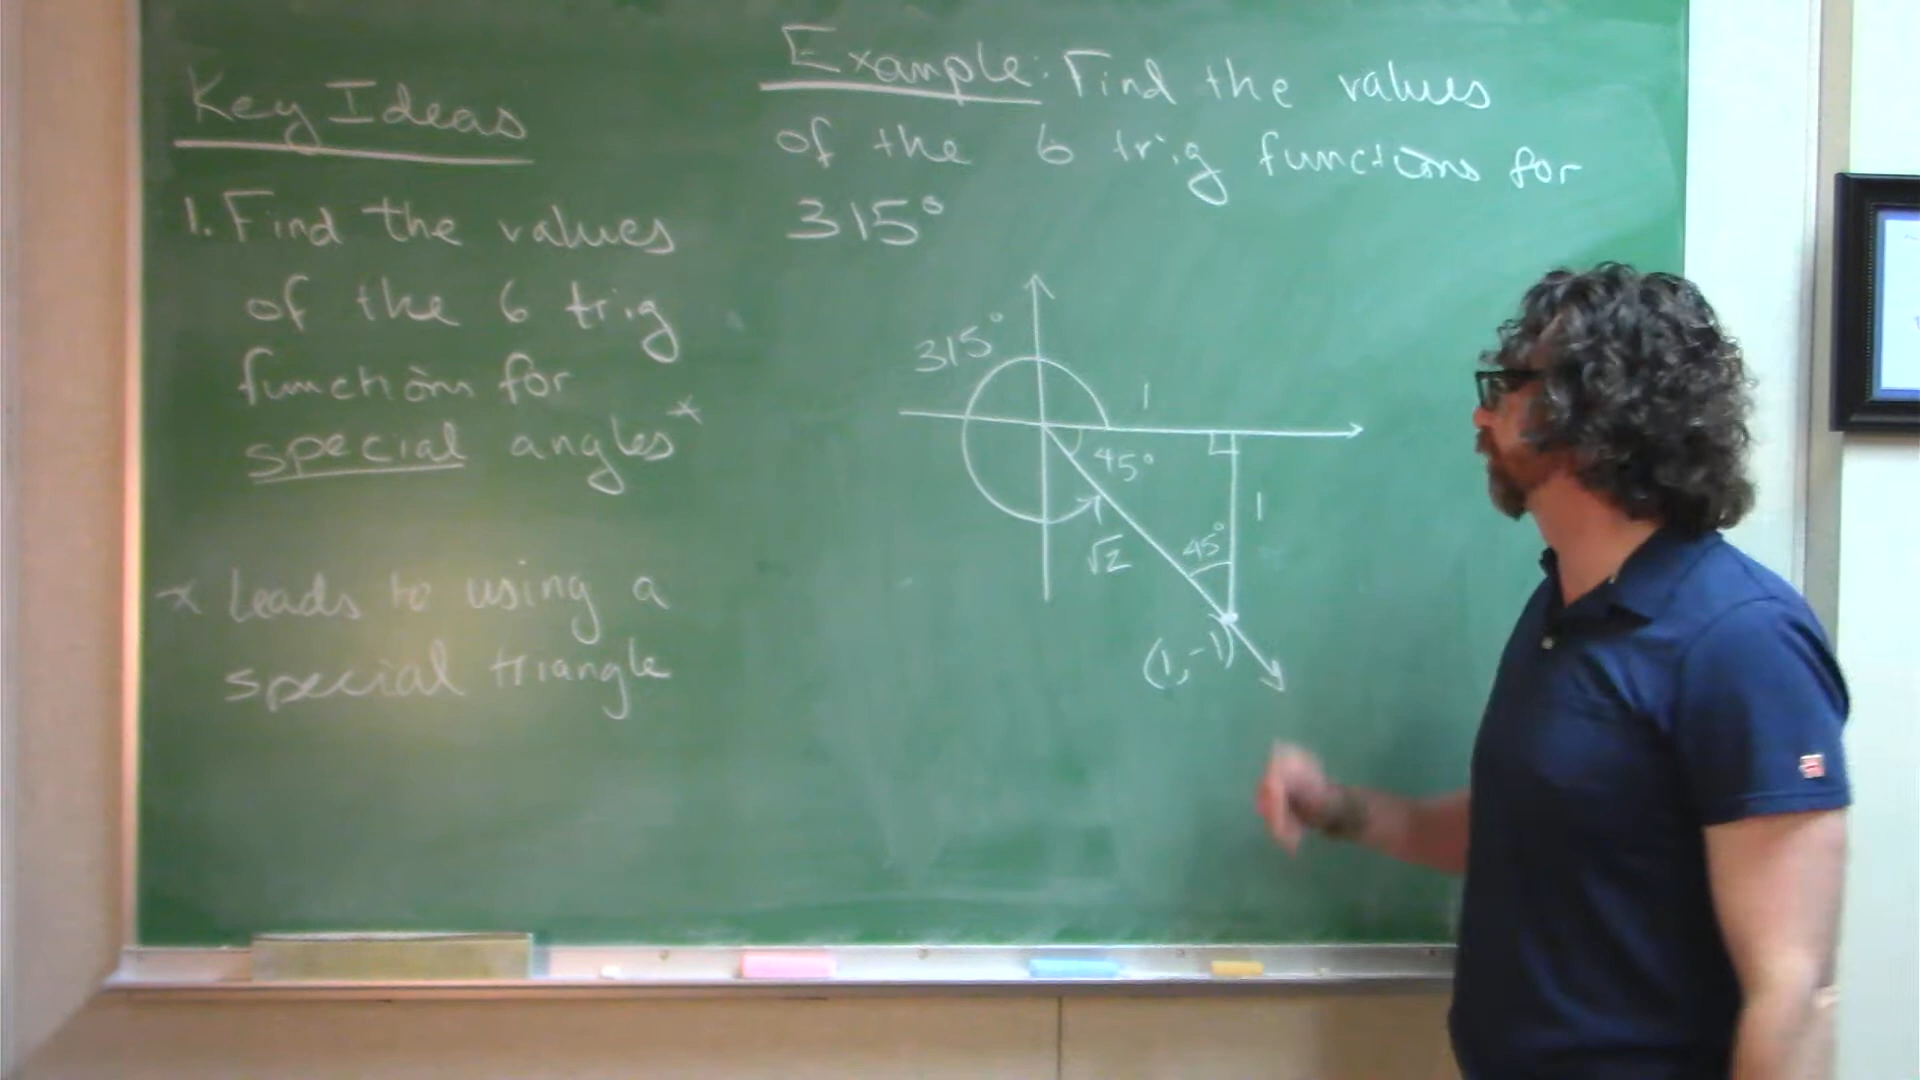 Key Ideas
1. Find the values
of the 6 trig
functions for
special angles*
* leads to using a
special triangle
Example: Find the values
of the 6 trig functions for
315°
315°
1
45°
1
45°
√2
(1,-1)